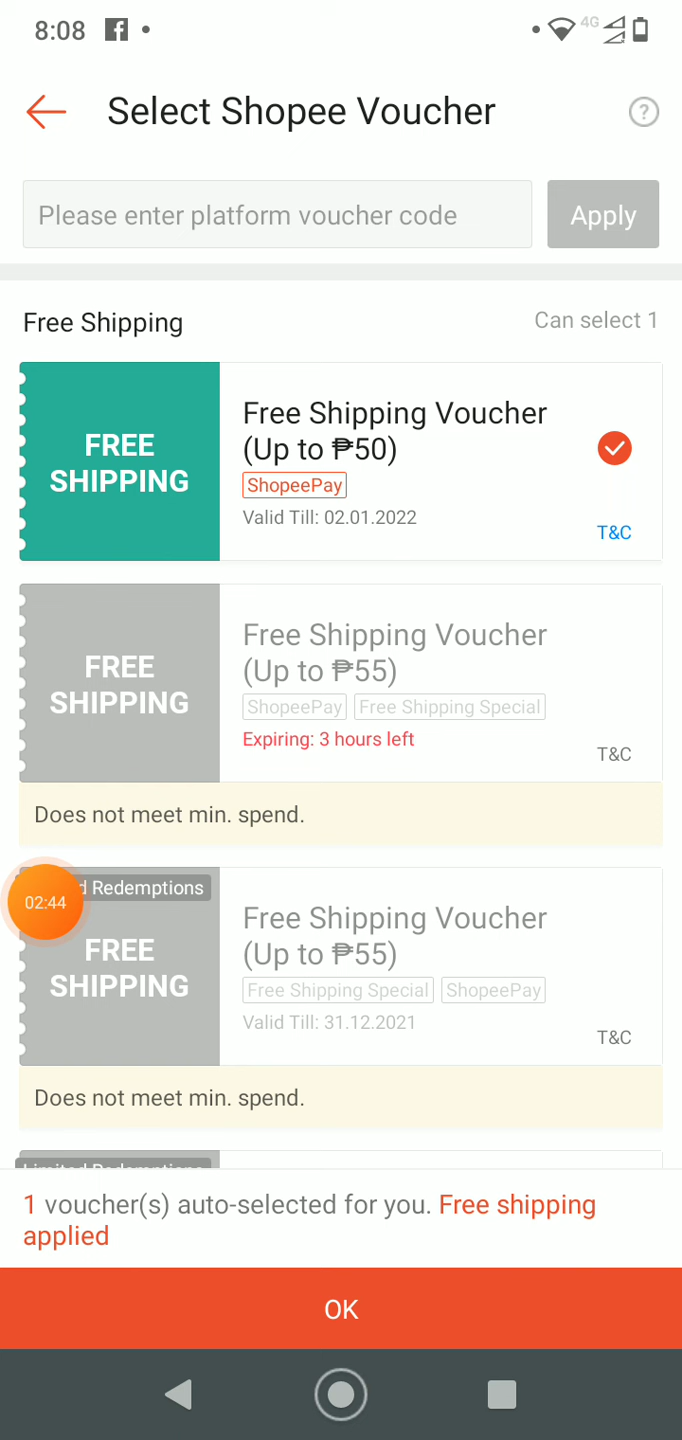 8:08
4G
Select Shopee Voucher
?
Please enter platform voucher code
Apply
Free Shipping
Can select 1
FREE
SHIPPING
Free Shipping Voucher
(Up to ₱50)
ShopeePay
Valid Till: 02.01.2022
T&C
FREE
SHIPPING
Free Shipping Voucher
(Up to ₱55)
ShopeePay Free Shipping Special
Expiring: 3 hours left
T&C
Does not meet min. spend.
Redemptions
02:44
FREE
SHIPPING
Free Shipping Voucher
(Up to ₱55)
Free Shipping Special ShopeePay
Valid Till: 31.12.2021
T&C
Does not meet min. spend.
Limited Redemptions
1 voucher(s) auto-selected for you. Free shipping
applied
OK